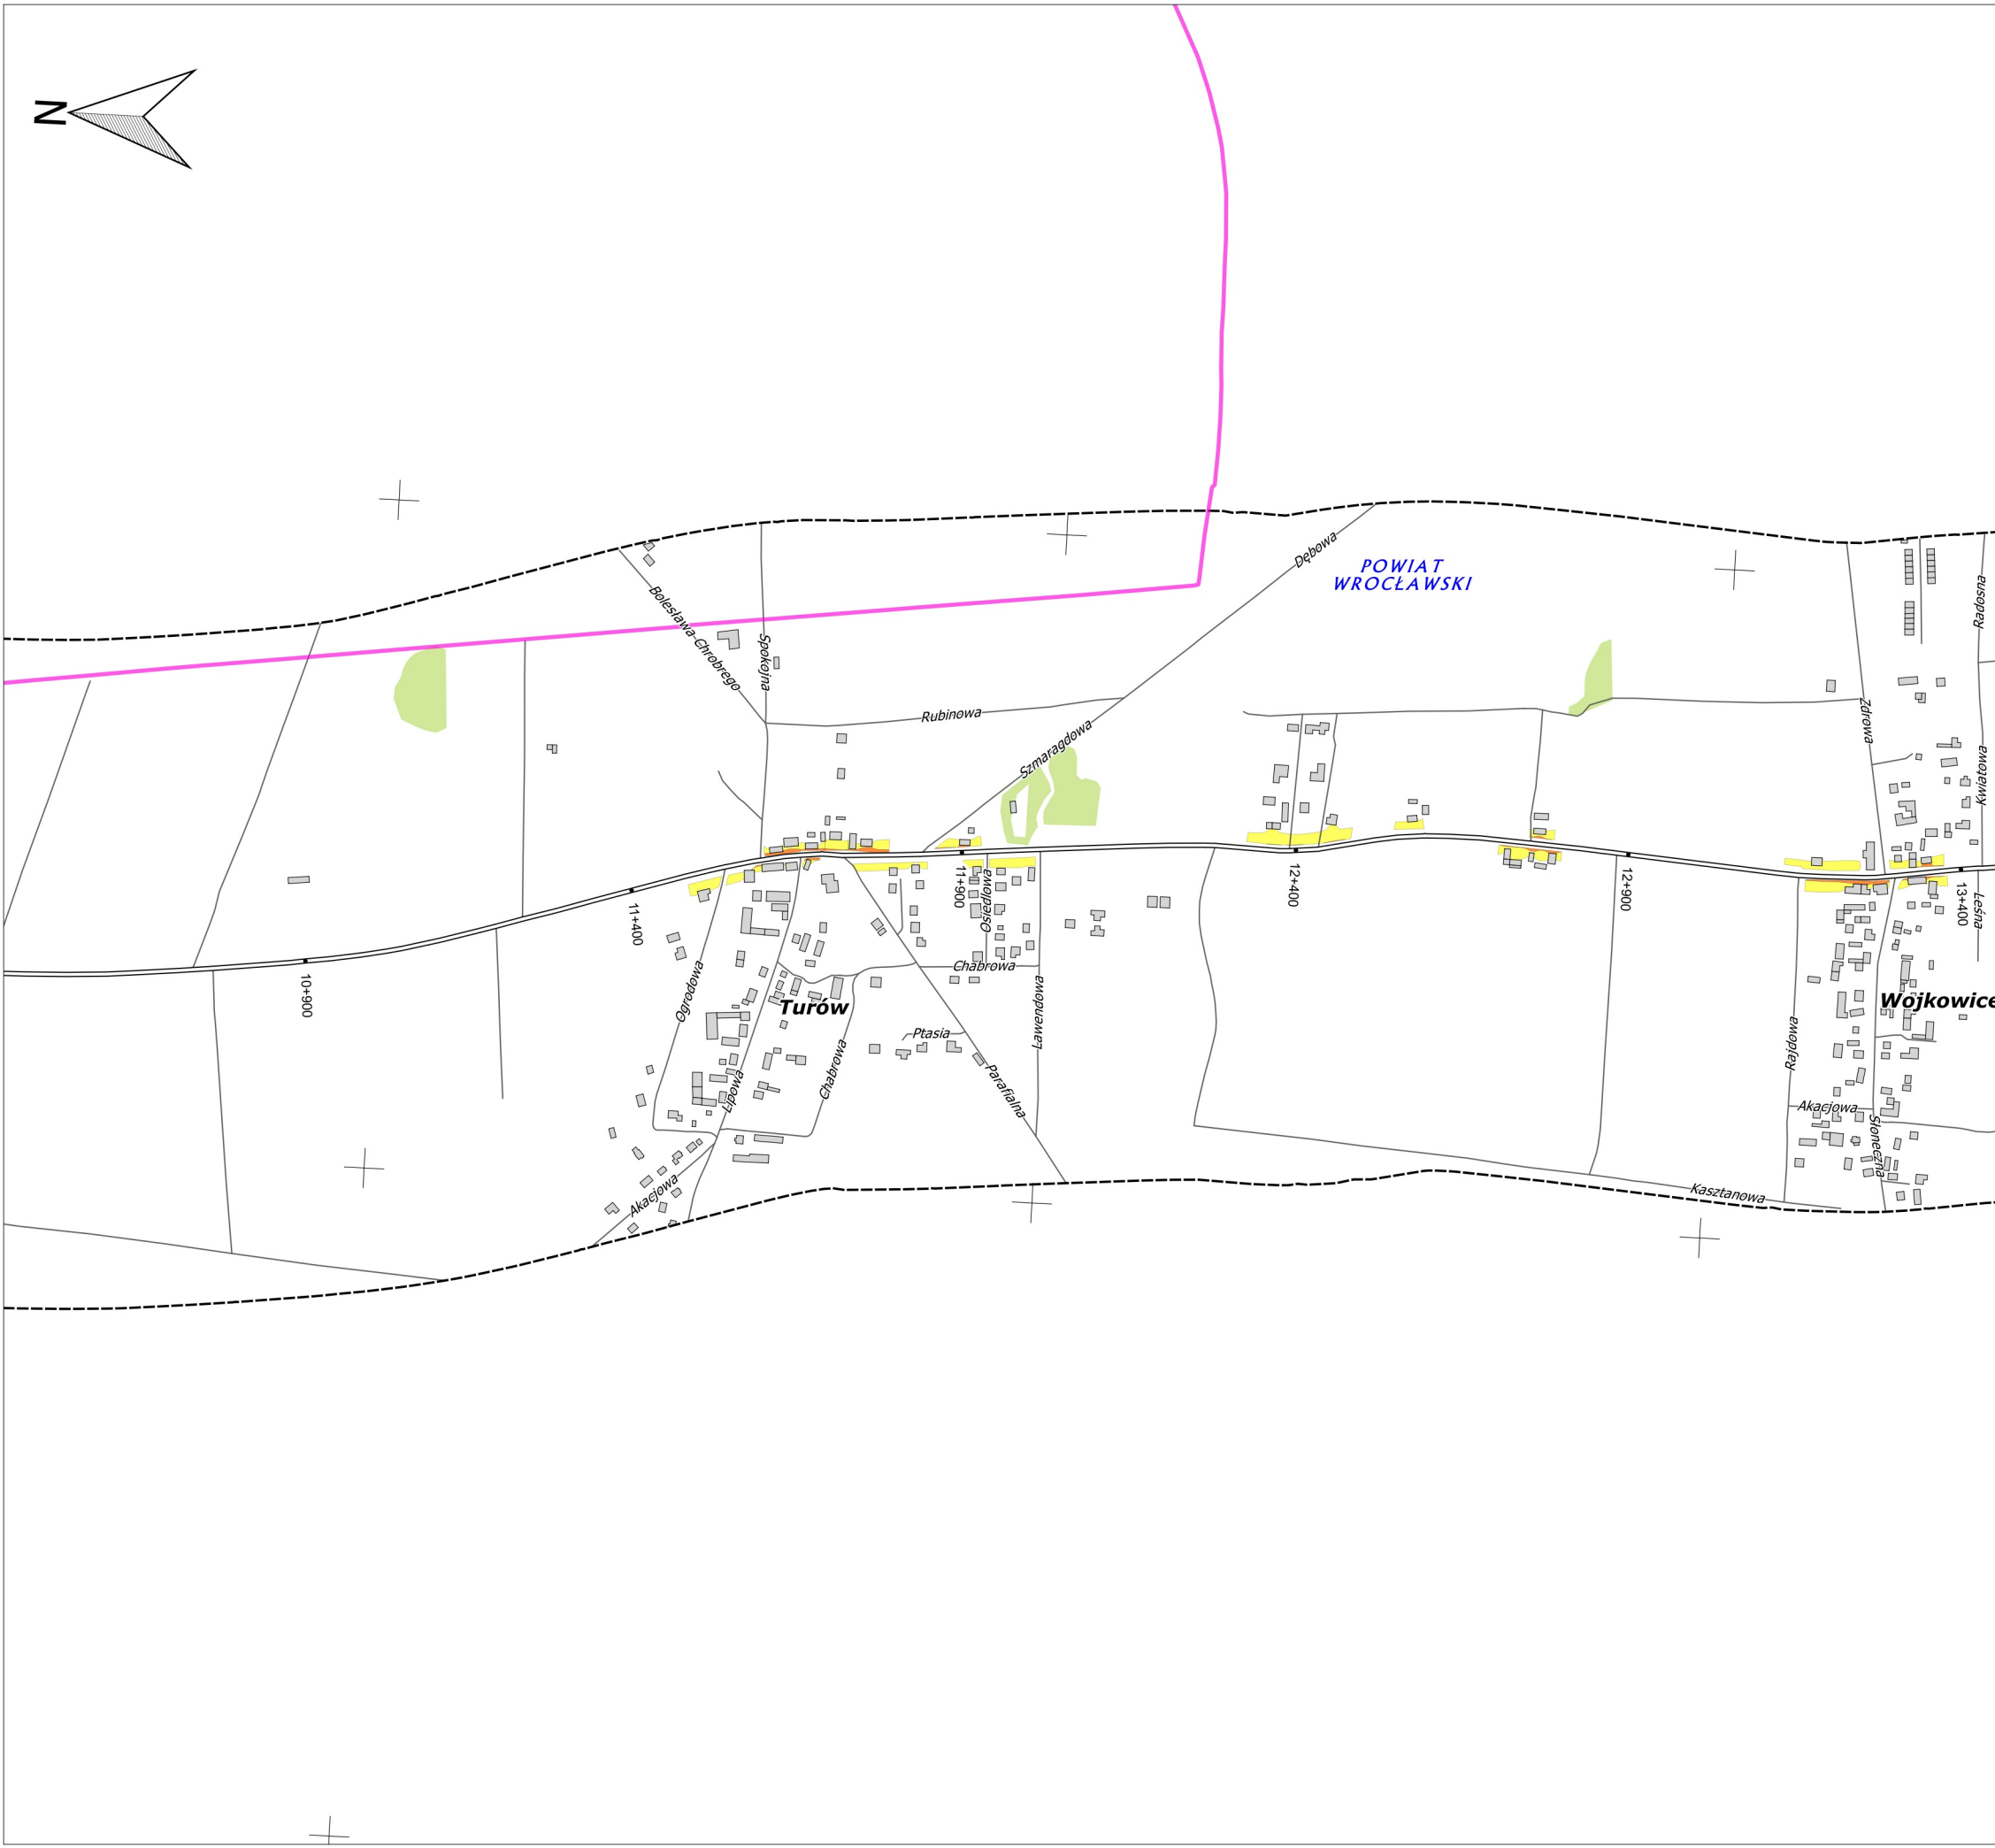 N
Dębowa
POWIAT
WROCŁAWSKI
Bolesława Chrobrego
Spokojna
Radosna
Rubinowa
Szmaragdowa
Zdrowa
Kwiatowa
11+400
11+900
Osiedlowa
12+400
12+900
13+400
Leśna
10+900
Ogrodowa
Chabrowa
Turów
Wojkowice
Ptasia
Lawendowa
Rajdowa
Lipowa
Chabrowa
Parafialna
Akacjowa
Słoneczna
Akacjowa
Kasztanowa